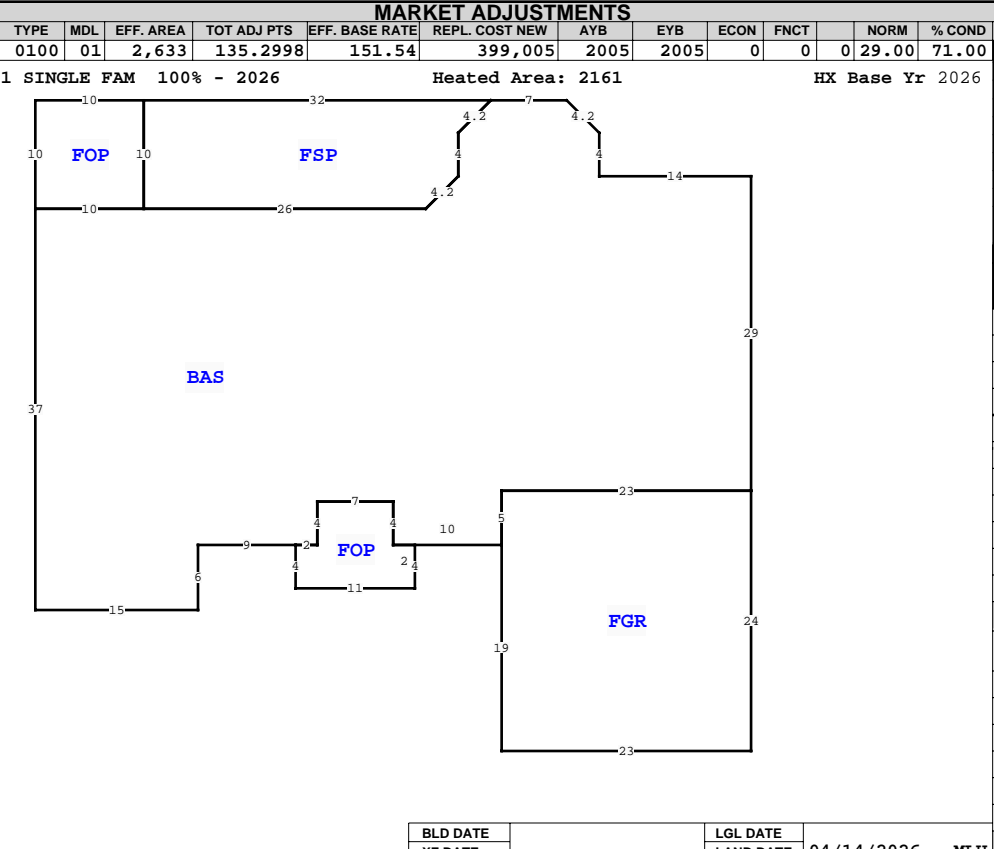 MARKET ADJUSTMENTS
TYPE MDL EFF. AREA TOT ADJ PTS EFF. BASE RATE REPL. COST NEW AYB EYB ECON FNCT NORM % COND
0100 01 2,633 135.2998 151.54 399,005 2005 2005 0 0 0 29.00 71.00
1 SINGLE FAM 100% - 2026 Heated Area: 2161 HX Base Yr 2026
10 32 7
4.2 4.2
10 FOP 10 FSP 4 4
14
4.2
10 26
29
BAS
37
23
7
5
4 4 10
9 2 FOP
4 2 4
6
11
15
FGR 24
19
23
BLD DATE LGL DATE